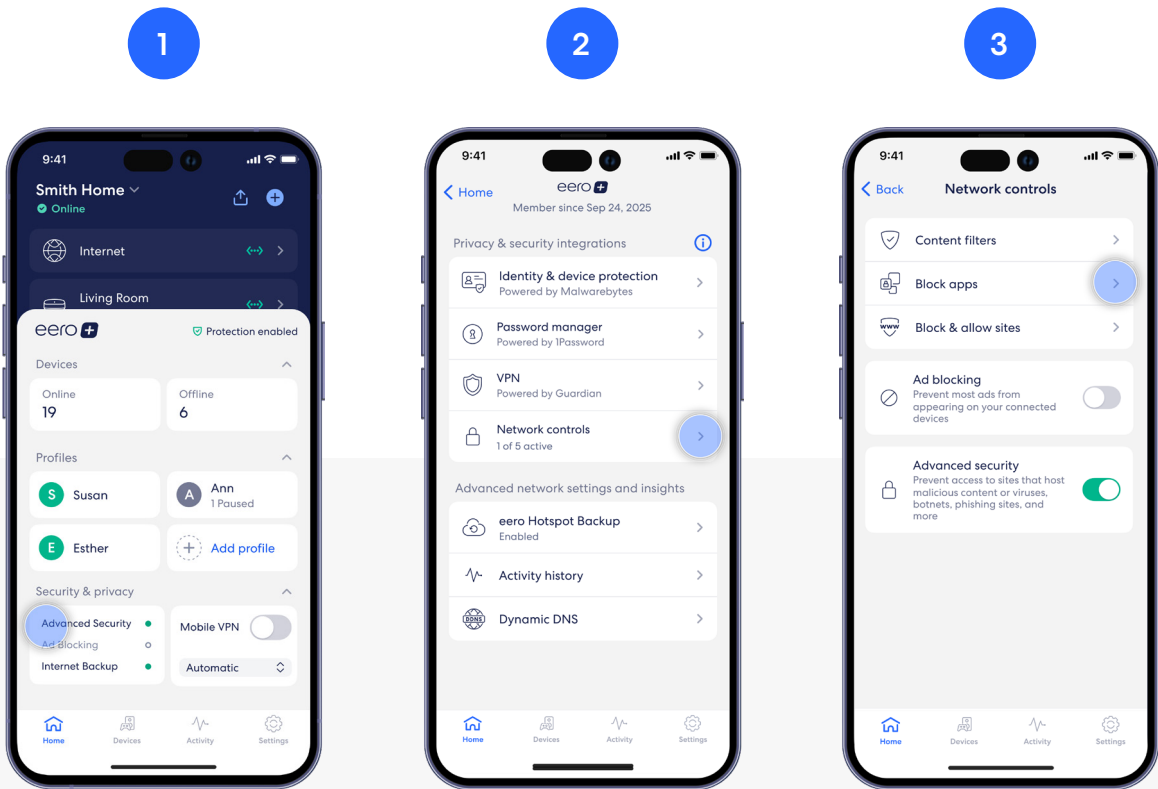 1
2
3
9:41
Smith Home
Online
Internet
Living Room
eero +
Protection enabled
Devices
Online
19
Offline
6
Profiles
S
Susan
A
Ann
1 Paused
E
Esther
+
Add profile
Security & privacy
Advanced Security
Ad Blocking
Internet Backup
Mobile VPN
Automatic
Home
Devices
Activity
Settings
9:41
Home
eero +
Member since Sep 24, 2025
Privacy & security integrations
Identity & device protection
Powered by Malwarebytes
Password manager
Powered by 1Password
VPN
Powered by Guardian
Network controls
1 of 5 active
Advanced network settings and insights
eero Hotspot Backup
Enabled
Activity history
DDNS
Dynamic DNS
Home
Devices
Activity
Settings
9:41
Back
Network controls
Content filters
Block apps
www
Block & allow sites
Ad blocking
Prevent most ads from
appearing on your connected
devices
Advanced security
Prevent access to sites that host
malicious content or viruses,
botnets, phishing sites, and
more
Home
Devices
Activity
Settings